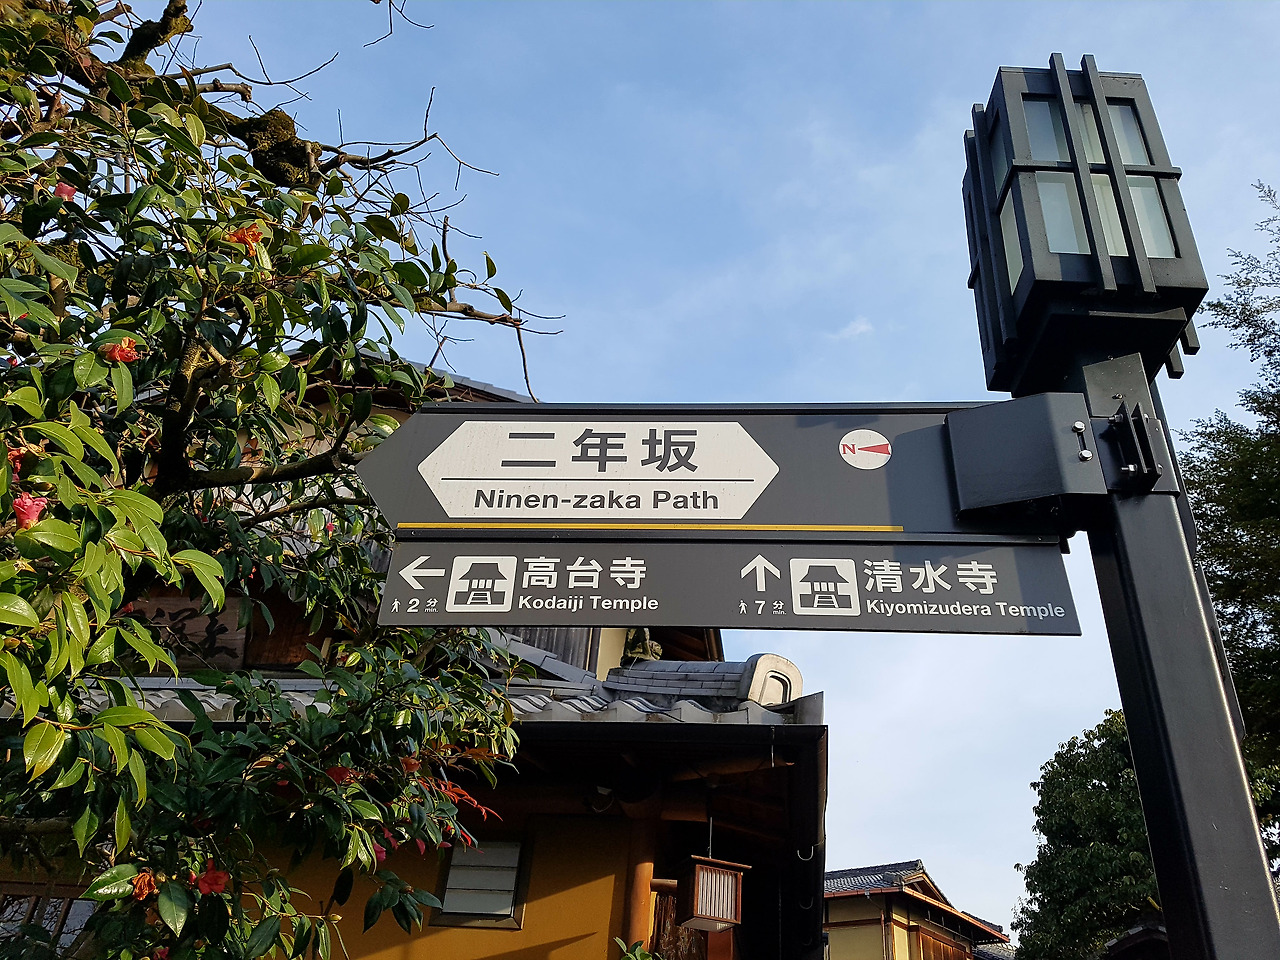 二年坂
Ninen-zaka Path
N
高台寺
Kodaiji Temple
2 分 min.
清水寺
Kiyomizudera Temple
7 分 min.